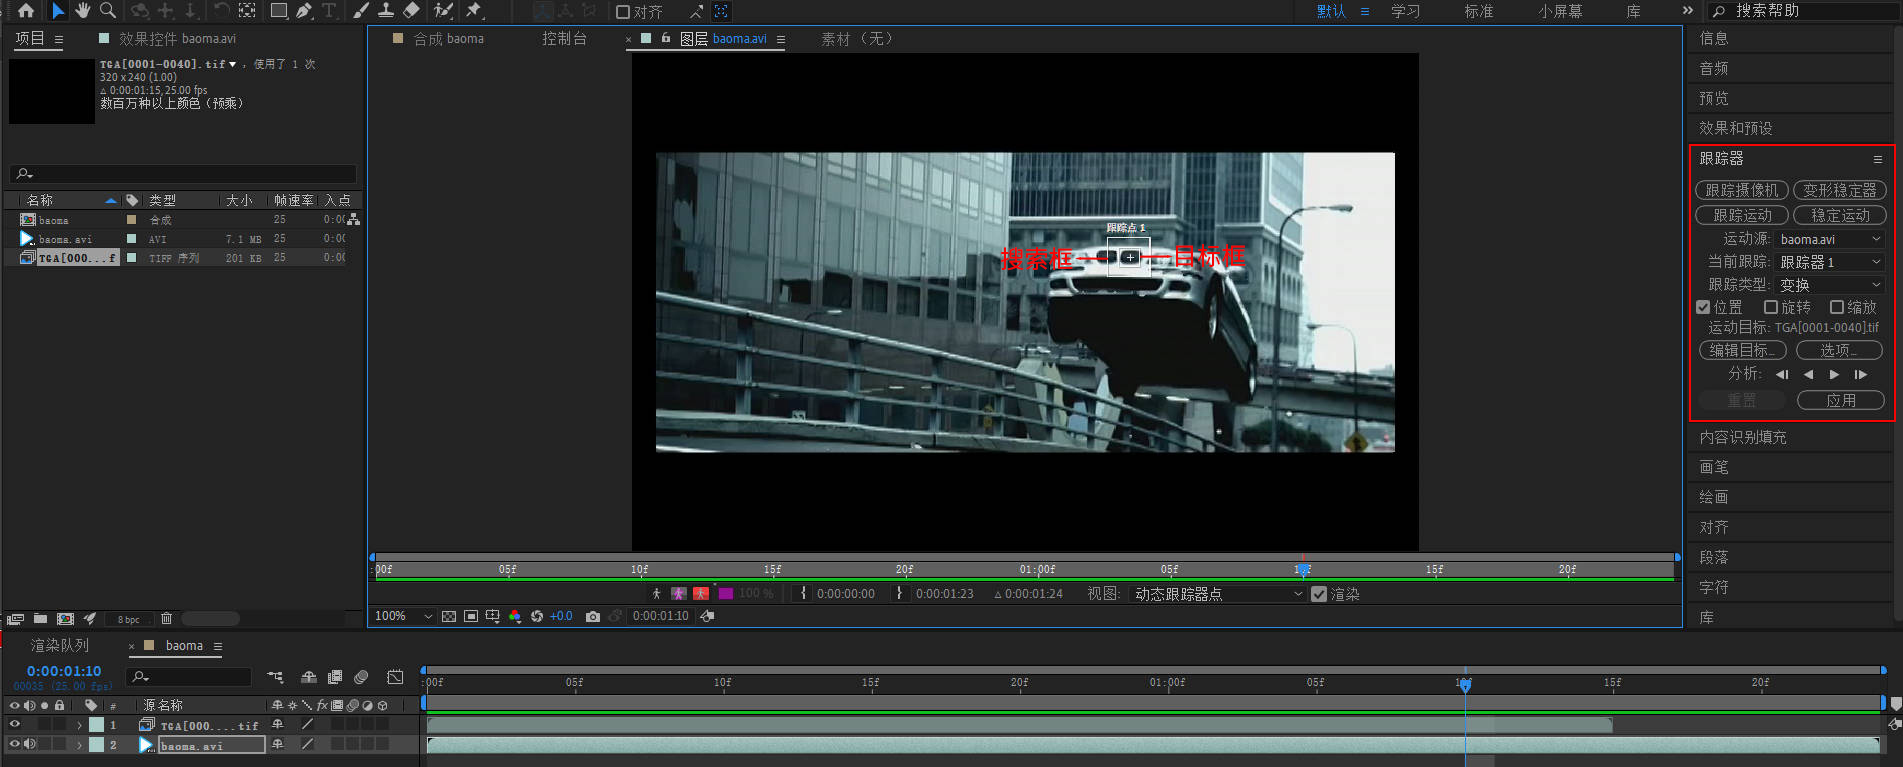 对齐
默认
学习
标准
小屏幕
库
搜索帮助
项目
效果控件 baoma.avi
TGA[0001-0040].tif ▼ ，使用了 1 次
320 x 240 (1.00)
△ 0:00:01:15, 25.00 fps
数百万种以上颜色（预乘）
名称 类型 大小 帧速率 入点
baoma 合成 25 0:00
baoma.avi AVI 7.1 MB 25 0:00
TGA[000...f TIFF 序列 201 KB 25 0:00
8 bpc
合成 baoma
控制台
× 图层 baoma.avi
素材 （无）
跟踪点 1
搜索框
目标框
:00f 05f 10f 15f 20f 01:00f 05f 10f 15f 20f
100 % { 0:00:00:00 } 0:00:01:23 △ 0:00:01:24 视图: 动态跟踪器点 渲染
100% +0.0 0:00:01:10
信息
音频
预览
效果和预设
跟踪器
跟踪摄像机 变形稳定器
跟踪运动 稳定运动
运动源: baoma.avi
当前跟踪: 跟踪器 1
跟踪类型: 变换
位置 旋转 缩放
运动目标: TGA[0001-0040].tif
编辑目标... 选项...
分析:
重置 应用
内容识别填充
画笔
绘画
对齐
段落
字符
库
渲染队列
× baoma
0:00:01:10
00035 (25.00 fps)
:00f 05f 10f 15f 20f 01:00f 05f 10f 15f 20f
# 源名称 fx
1 TGA[000....tif
2 baoma.avi